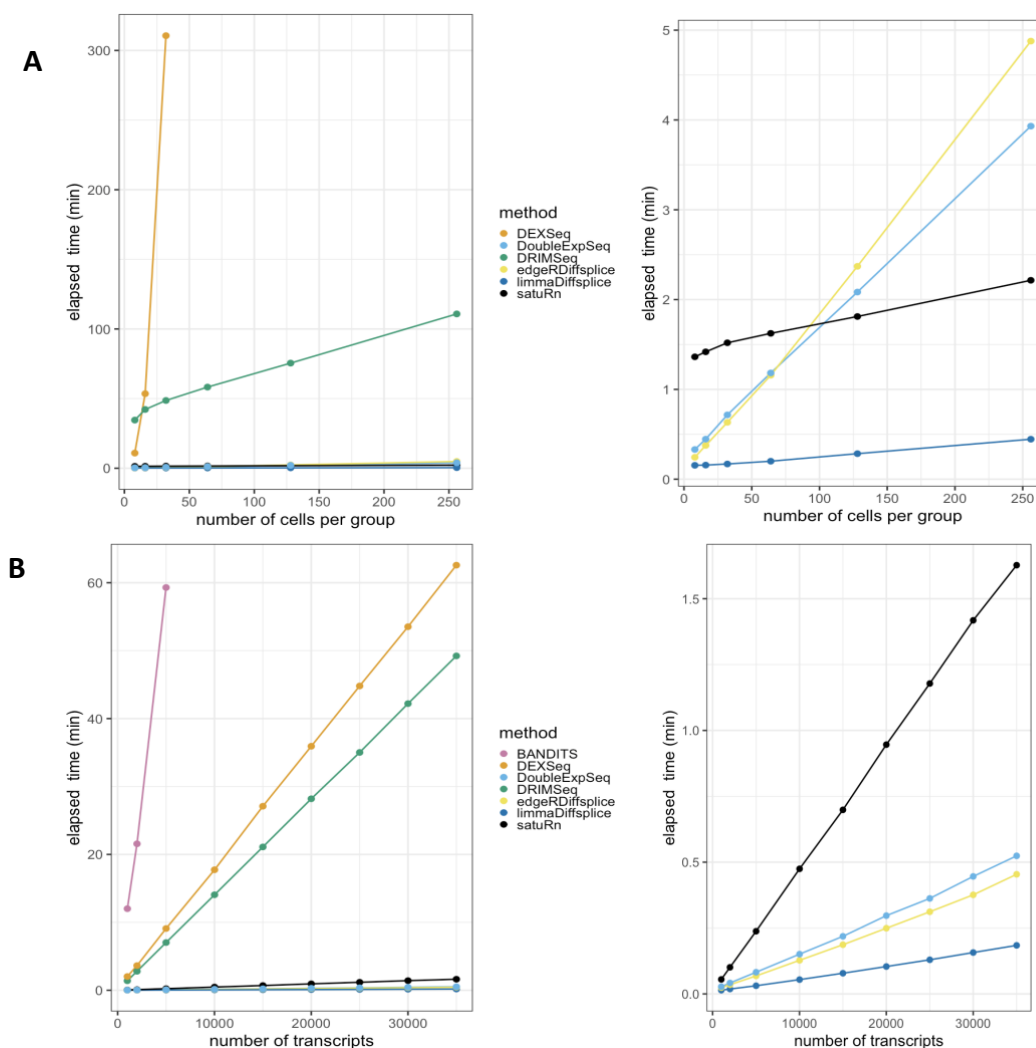 A
300
200
100
0
elapsed time (min)
0
50
100
150
200
250
number of cells per group
method
DEXSeq
DoubleExpSeq
DRIMSeq
edgeRDiffsplice
limmaDiffsplice
satuRn
5
4
3
2
1
0
elapsed time (min)
0
50
100
150
200
250
number of cells per group
B
60
40
20
0
elapsed time (min)
0
10000
20000
30000
number of transcripts
method
BANDITS
DEXSeq
DoubleExpSeq
DRIMSeq
edgeRDiffsplice
limmaDiffsplice
satuRn
1.5
1.0
0.5
0.0
elapsed time (min)
0
10000
20000
30000
number of transcripts